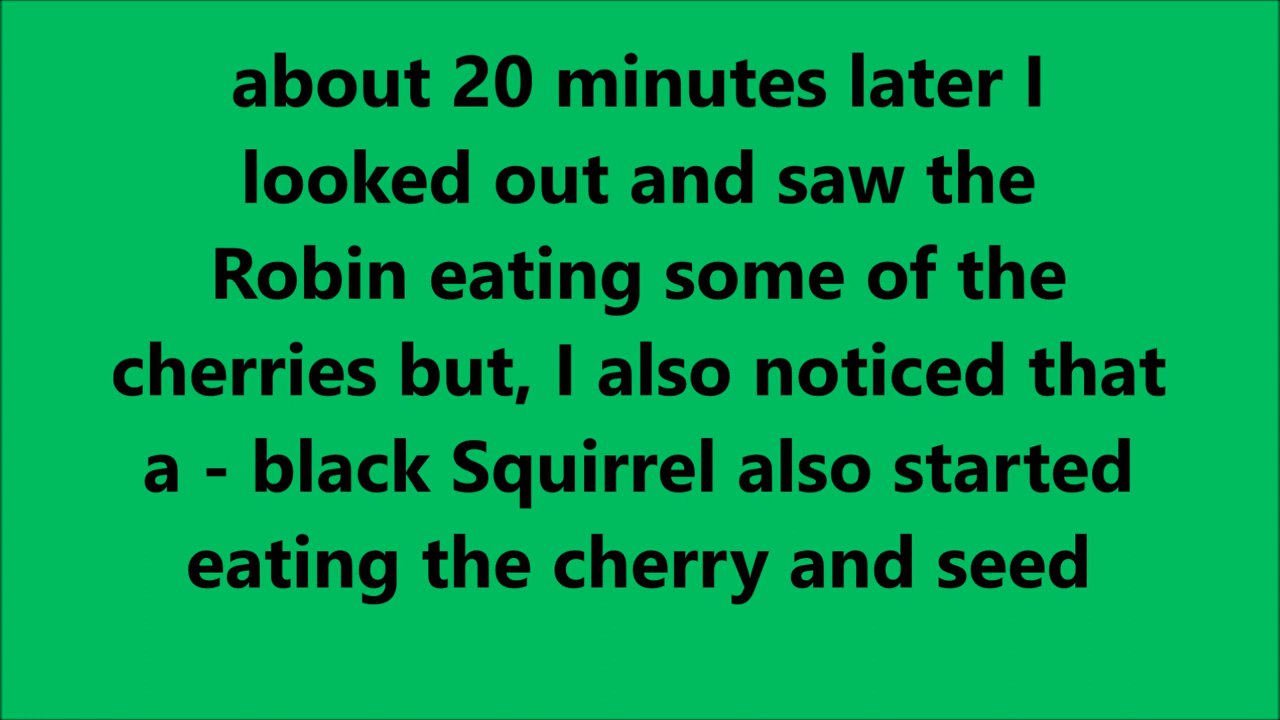 about 20 minutes later I
looked out and saw the
Robin eating some of the
cherries but, I also noticed that
a - black Squirrel also started
eating the cherry and seed